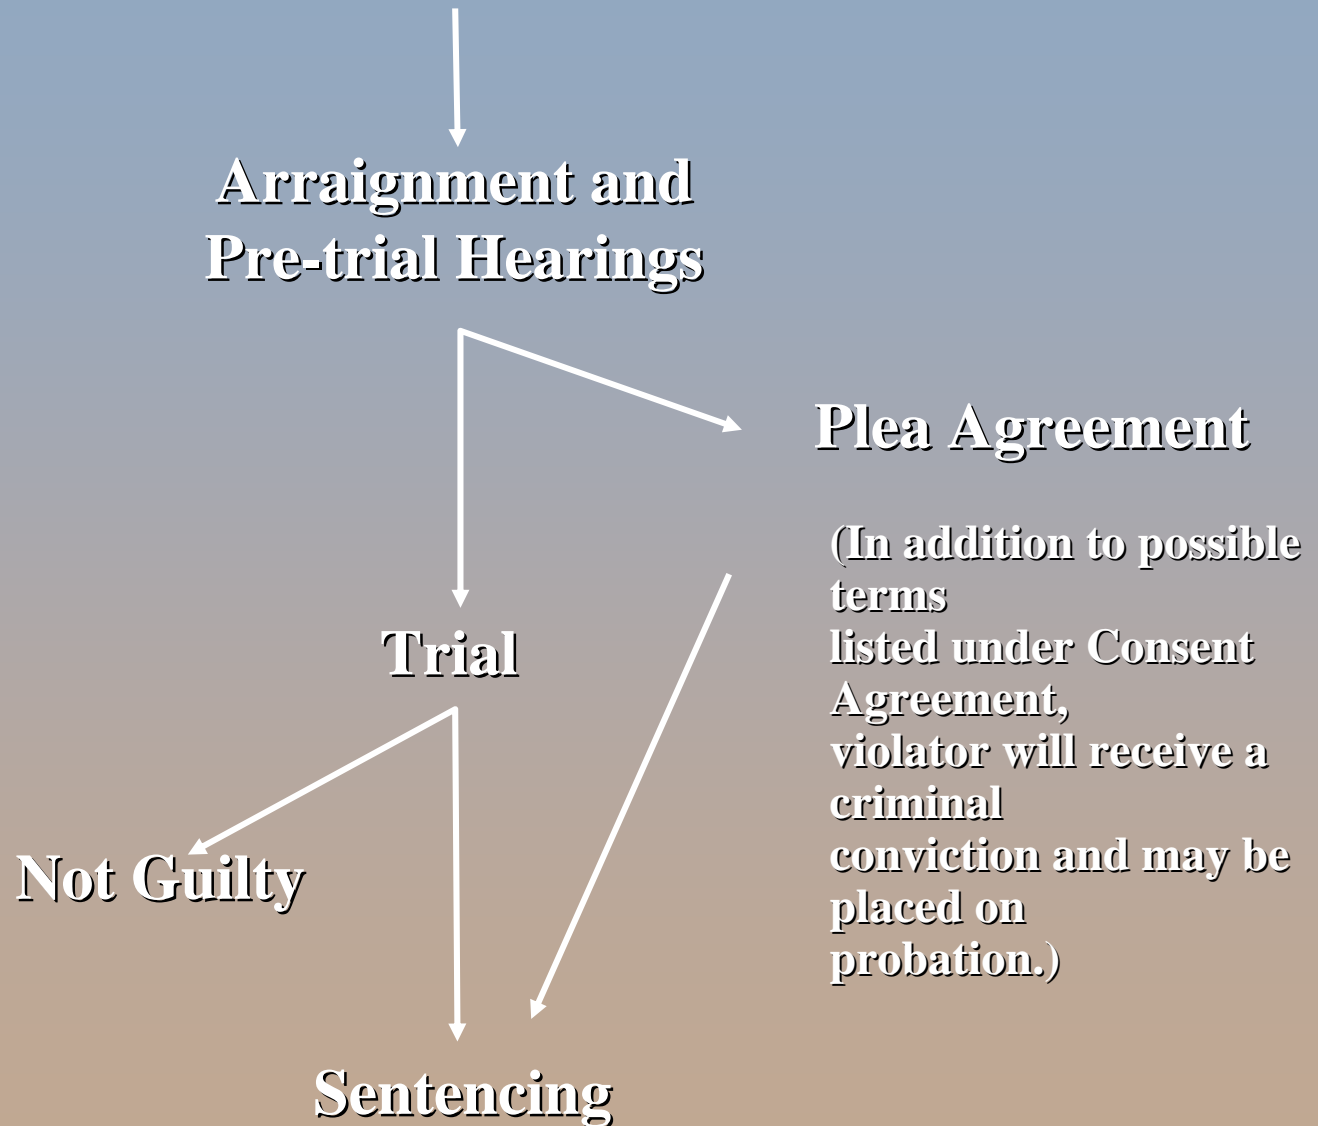 Arraignment and
Pre-trial Hearings
Plea Agreement
(In addition to possible
terms
listed under Consent
Agreement,
violator will receive a
criminal
conviction and may be
placed on
probation.)
Trial
Not Guilty
Sentencing